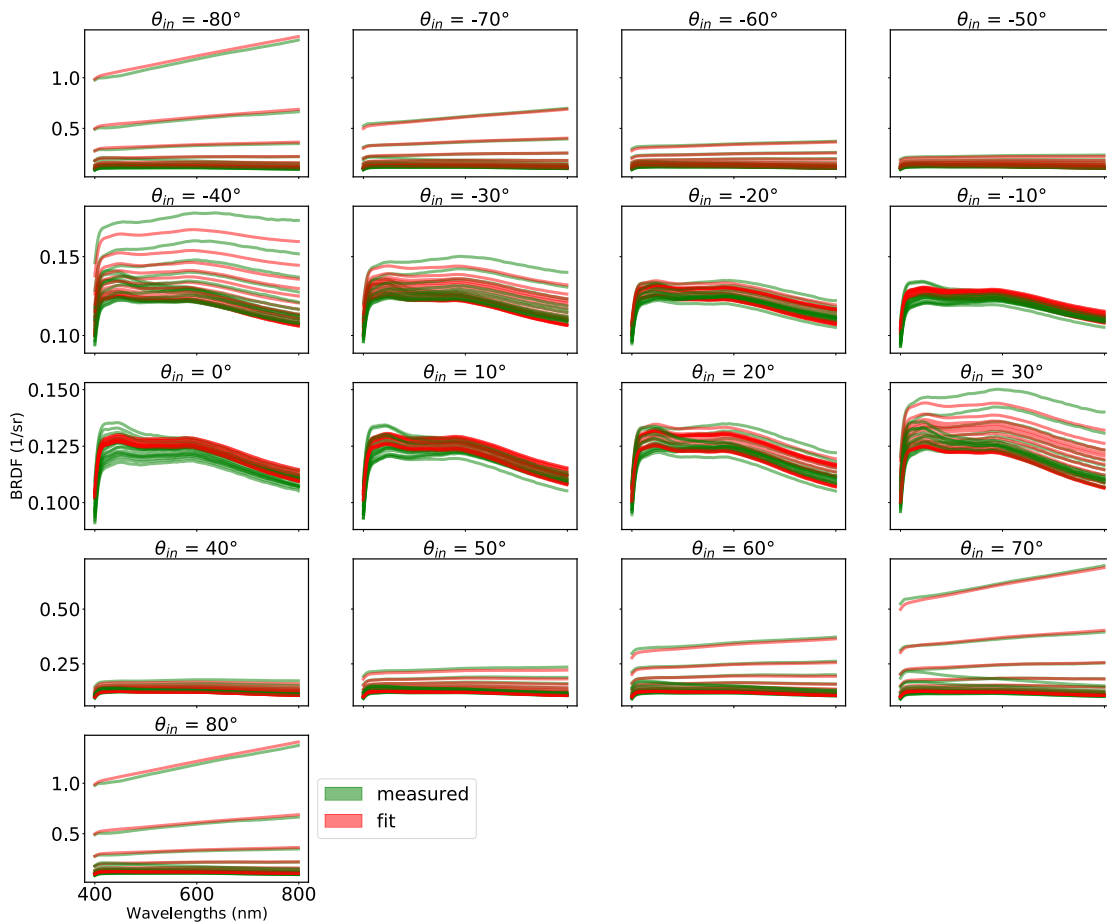 θin = -80°
θin = -70°
θin = -60°
θin = -50°
1.0
0.5
θin = -40°
θin = -30°
θin = -20°
θin = -10°
0.15
0.10
θin = 0°
θin = 10°
θin = 20°
θin = 30°
0.150
0.125
0.100
BRDF (1/sr)
θin = 40°
θin = 50°
θin = 60°
θin = 70°
0.50
0.25
θin = 80°
1.0
0.5
measured
fit
400 600 800
Wavelengths (nm)